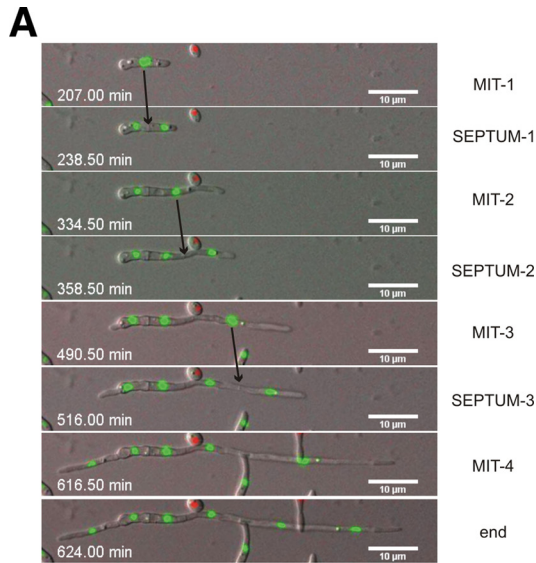 A
207.00 min
10 µm
MIT-1
238.50 min
10 µm
SEPTUM-1
334.50 min
10 µm
MIT-2
358.50 min
10 µm
SEPTUM-2
490.50 min
10 µm
MIT-3
516.00 min
10 µm
SEPTUM-3
616.50 min
10 µm
MIT-4
624.00 min
10 µm
end